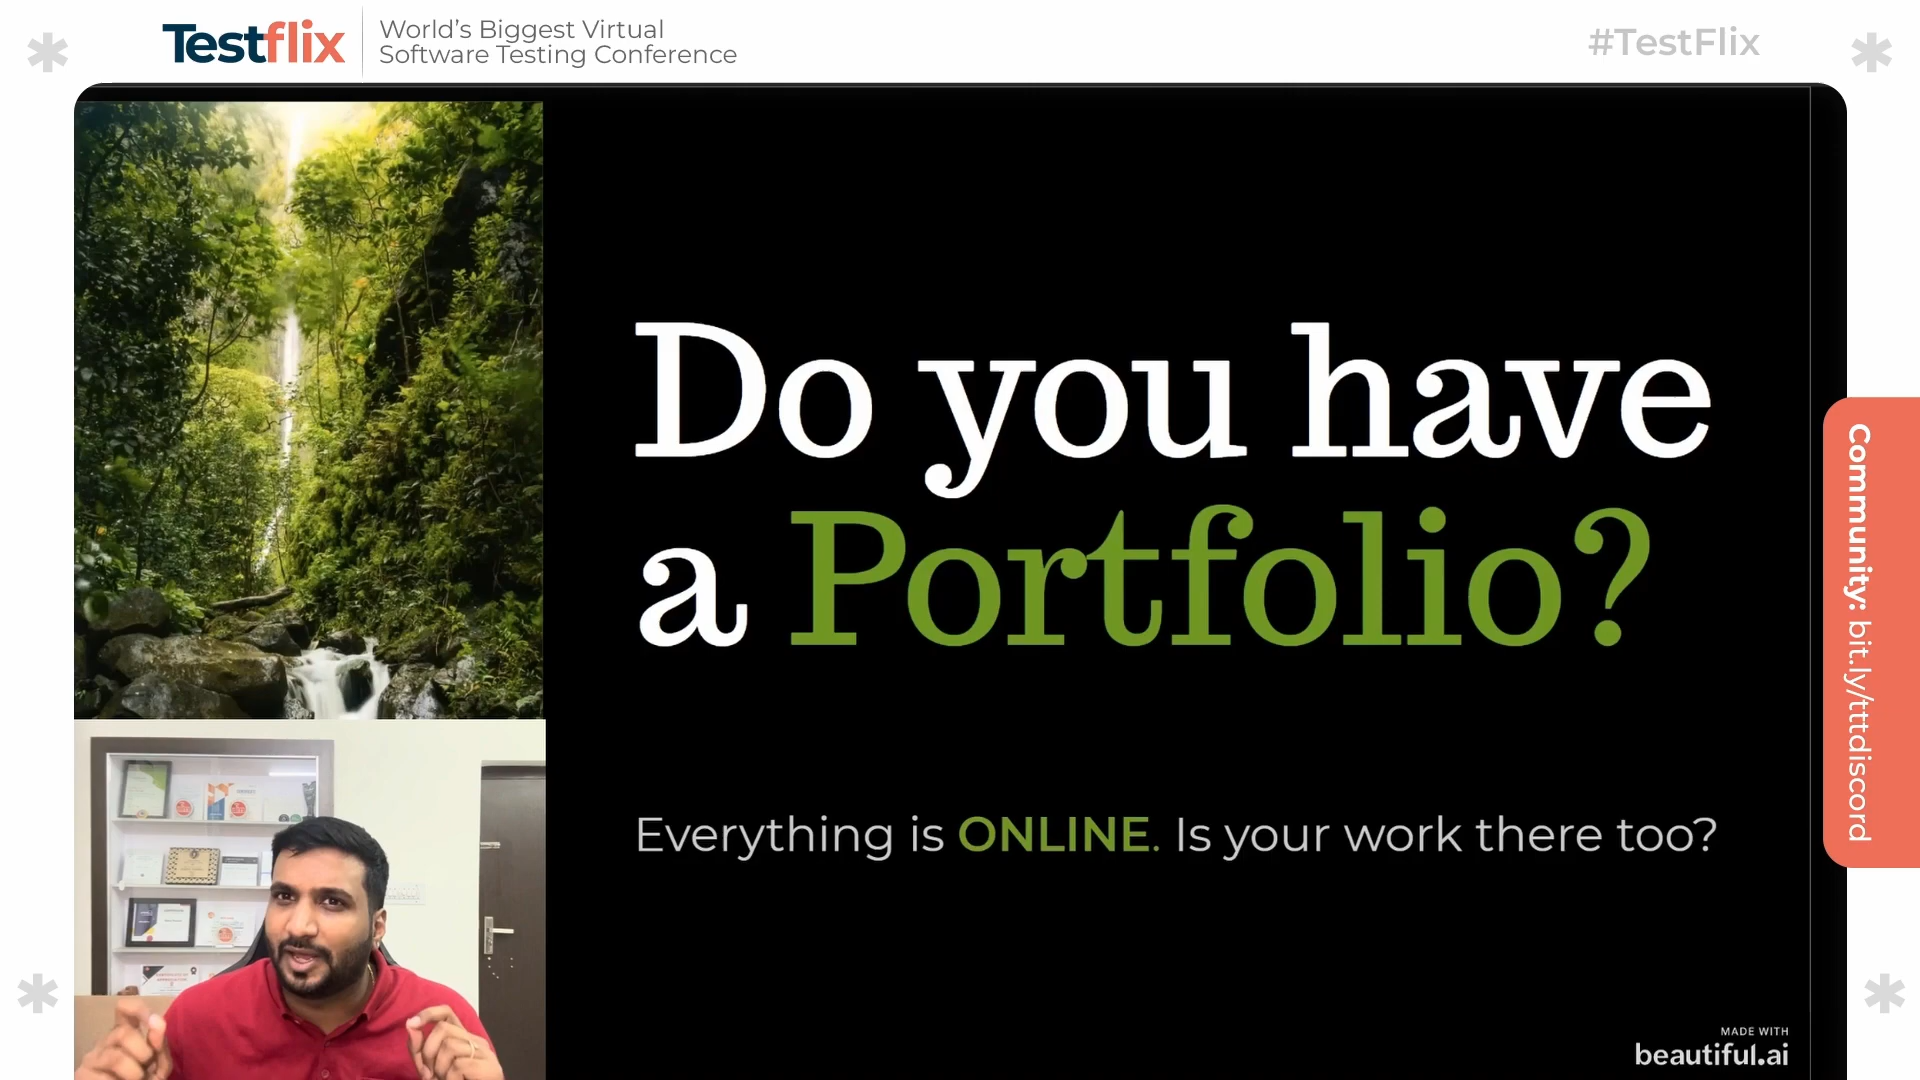 Testflix
World's Biggest Virtual
Software Testing Conference
#TestFlix
Do you have
a Portfolio?
Everything is ONLINE. Is your work there too?
Community: bit.ly/tttdiscord
MADE WITH
beautiful.ai